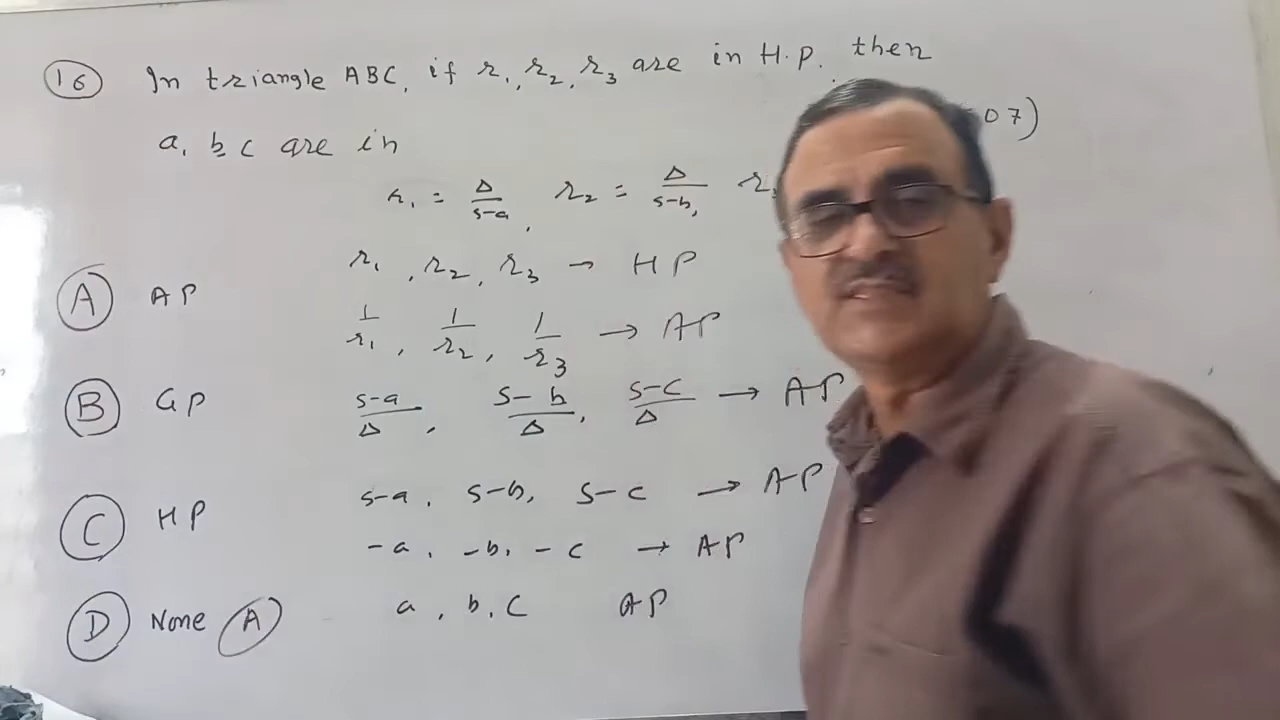 (16) In triangle ABC, if r₁, r₂, r₃ are in H.P. then
a, b c are in
07)
r₁ = Δ/(s-a), r₂ = Δ/(s-b), r
r₁, r₂, r₃ → HP
(A) AP
1/r₁, 1/r₂, 1/r₃ → AP
(B) GP
(s-a)/Δ, (s-b)/Δ, (s-c)/Δ → AP
(C) HP
s-a, s-b, s-c → AP
-a, -b, -c → AP
(D) None (A)
a, b, c AP